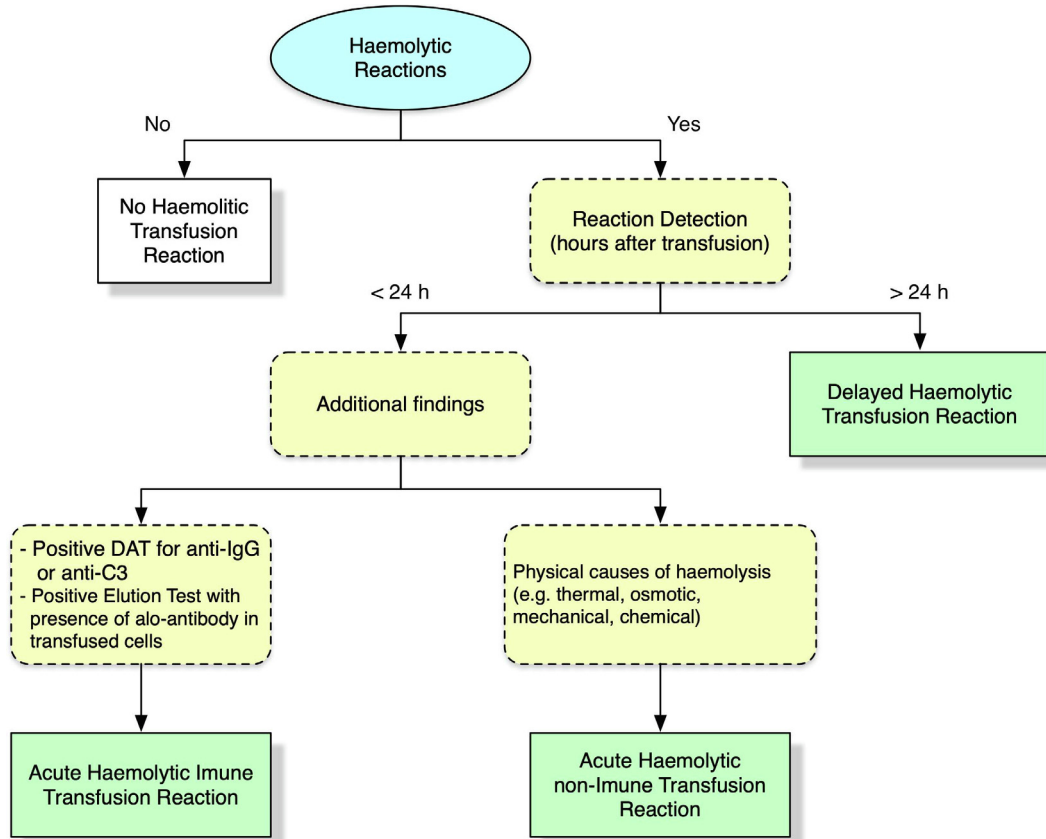 Haemolytic
Reactions
No
Yes
No Haemolitic
Transfusion
Reaction
Reaction Detection
(hours after transfusion)
< 24 h
> 24 h
Additional findings
Delayed Haemolytic
Transfusion Reaction
- Positive DAT for anti-IgG
or anti-C3
- Positive Elution Test with
presence of alo-antibody in
transfused cells
Physical causes of haemolysis
(e.g. thermal, osmotic,
mechanical, chemical)
Acute Haemolytic Imune
Transfusion Reaction
Acute Haemolytic
non-Imune Transfusion
Reaction